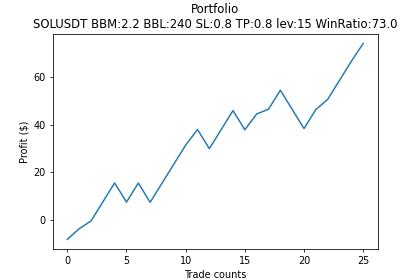 Portfolio
SOLUSDT BBM:2.2 BBL:240 SL:0.8 TP:0.8 lev:15 WinRatio:73.0
Profit ($)
60
40
20
0
0 5 10 15 20 25
Trade counts